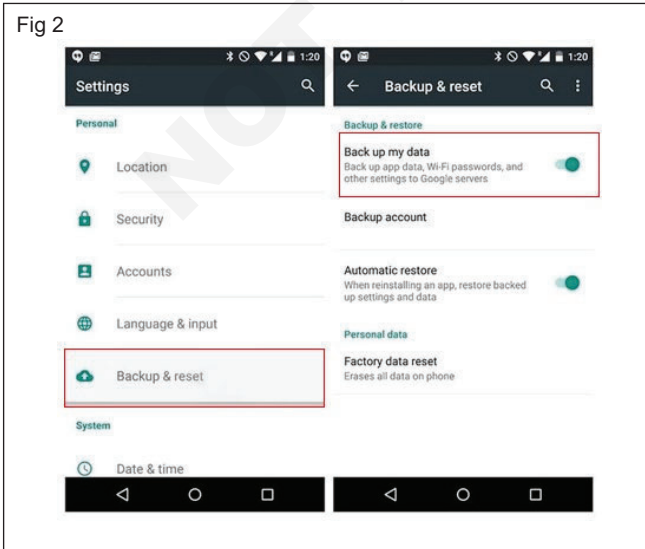 Fig 2
1:20
Settings
Personal
Location
Security
Accounts
Language & input
Backup & reset
System
Date & time
1:20
Backup & reset
Backup & restore
Back up my data
Back up app data, Wi-Fi passwords, and
other settings to Google servers
Backup account
Automatic restore
When reinstalling an app, restore backed
up settings and data
Personal data
Factory data reset
Erases all data on phone
NOT